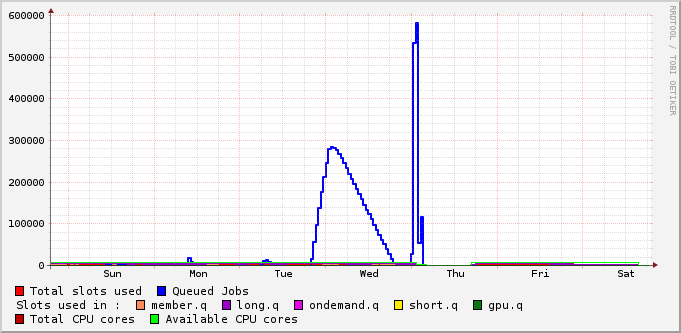 600000
500000
400000
300000
200000
100000
0
Sun Mon Tue Wed Thu Fri Sat
Total slots used Queued Jobs
Slots used in : member.q long.q ondemand.q short.q gpu.q
Total CPU cores Available CPU cores
RRDTOOL / TOBI OETIKER